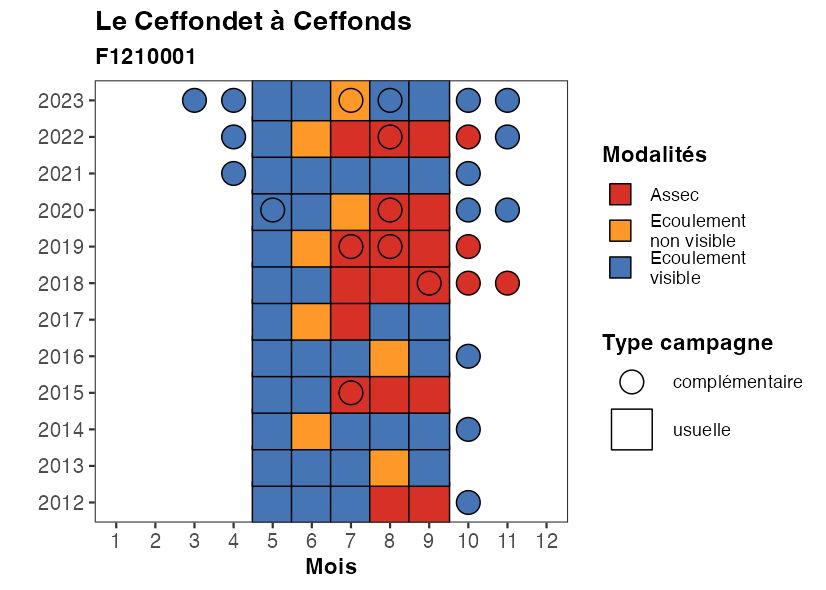 Le Ceffondet à Ceffonds
F1210001
2023
2022
2021
2020
2019
2018
2017
2016
2015
2014
2013
2012
1 2 3 4 5 6 7 8 9 10 11 12
Mois
Modalités
Assec
Ecoulement
non visible
Ecoulement
visible
Type campagne
complémentaire
usuelle